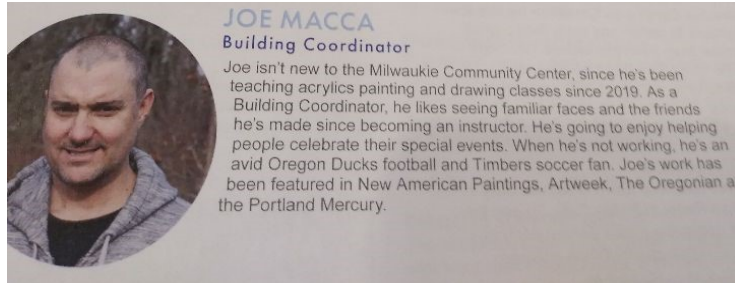 JOE MACCA
Building Coordinator
Joe isn't new to the Milwaukie Community Center, since he's been
teaching acrylics painting and drawing classes since 2019. As a
Building Coordinator, he likes seeing familiar faces and the friends
he's made since becoming an instructor. He's going to enjoy helping
people celebrate their special events. When he's not working, he's an
avid Oregon Ducks football and Timbers soccer fan. Joe's work has
been featured in New American Paintings, Artweek, The Oregonian
the Portland Mercury.